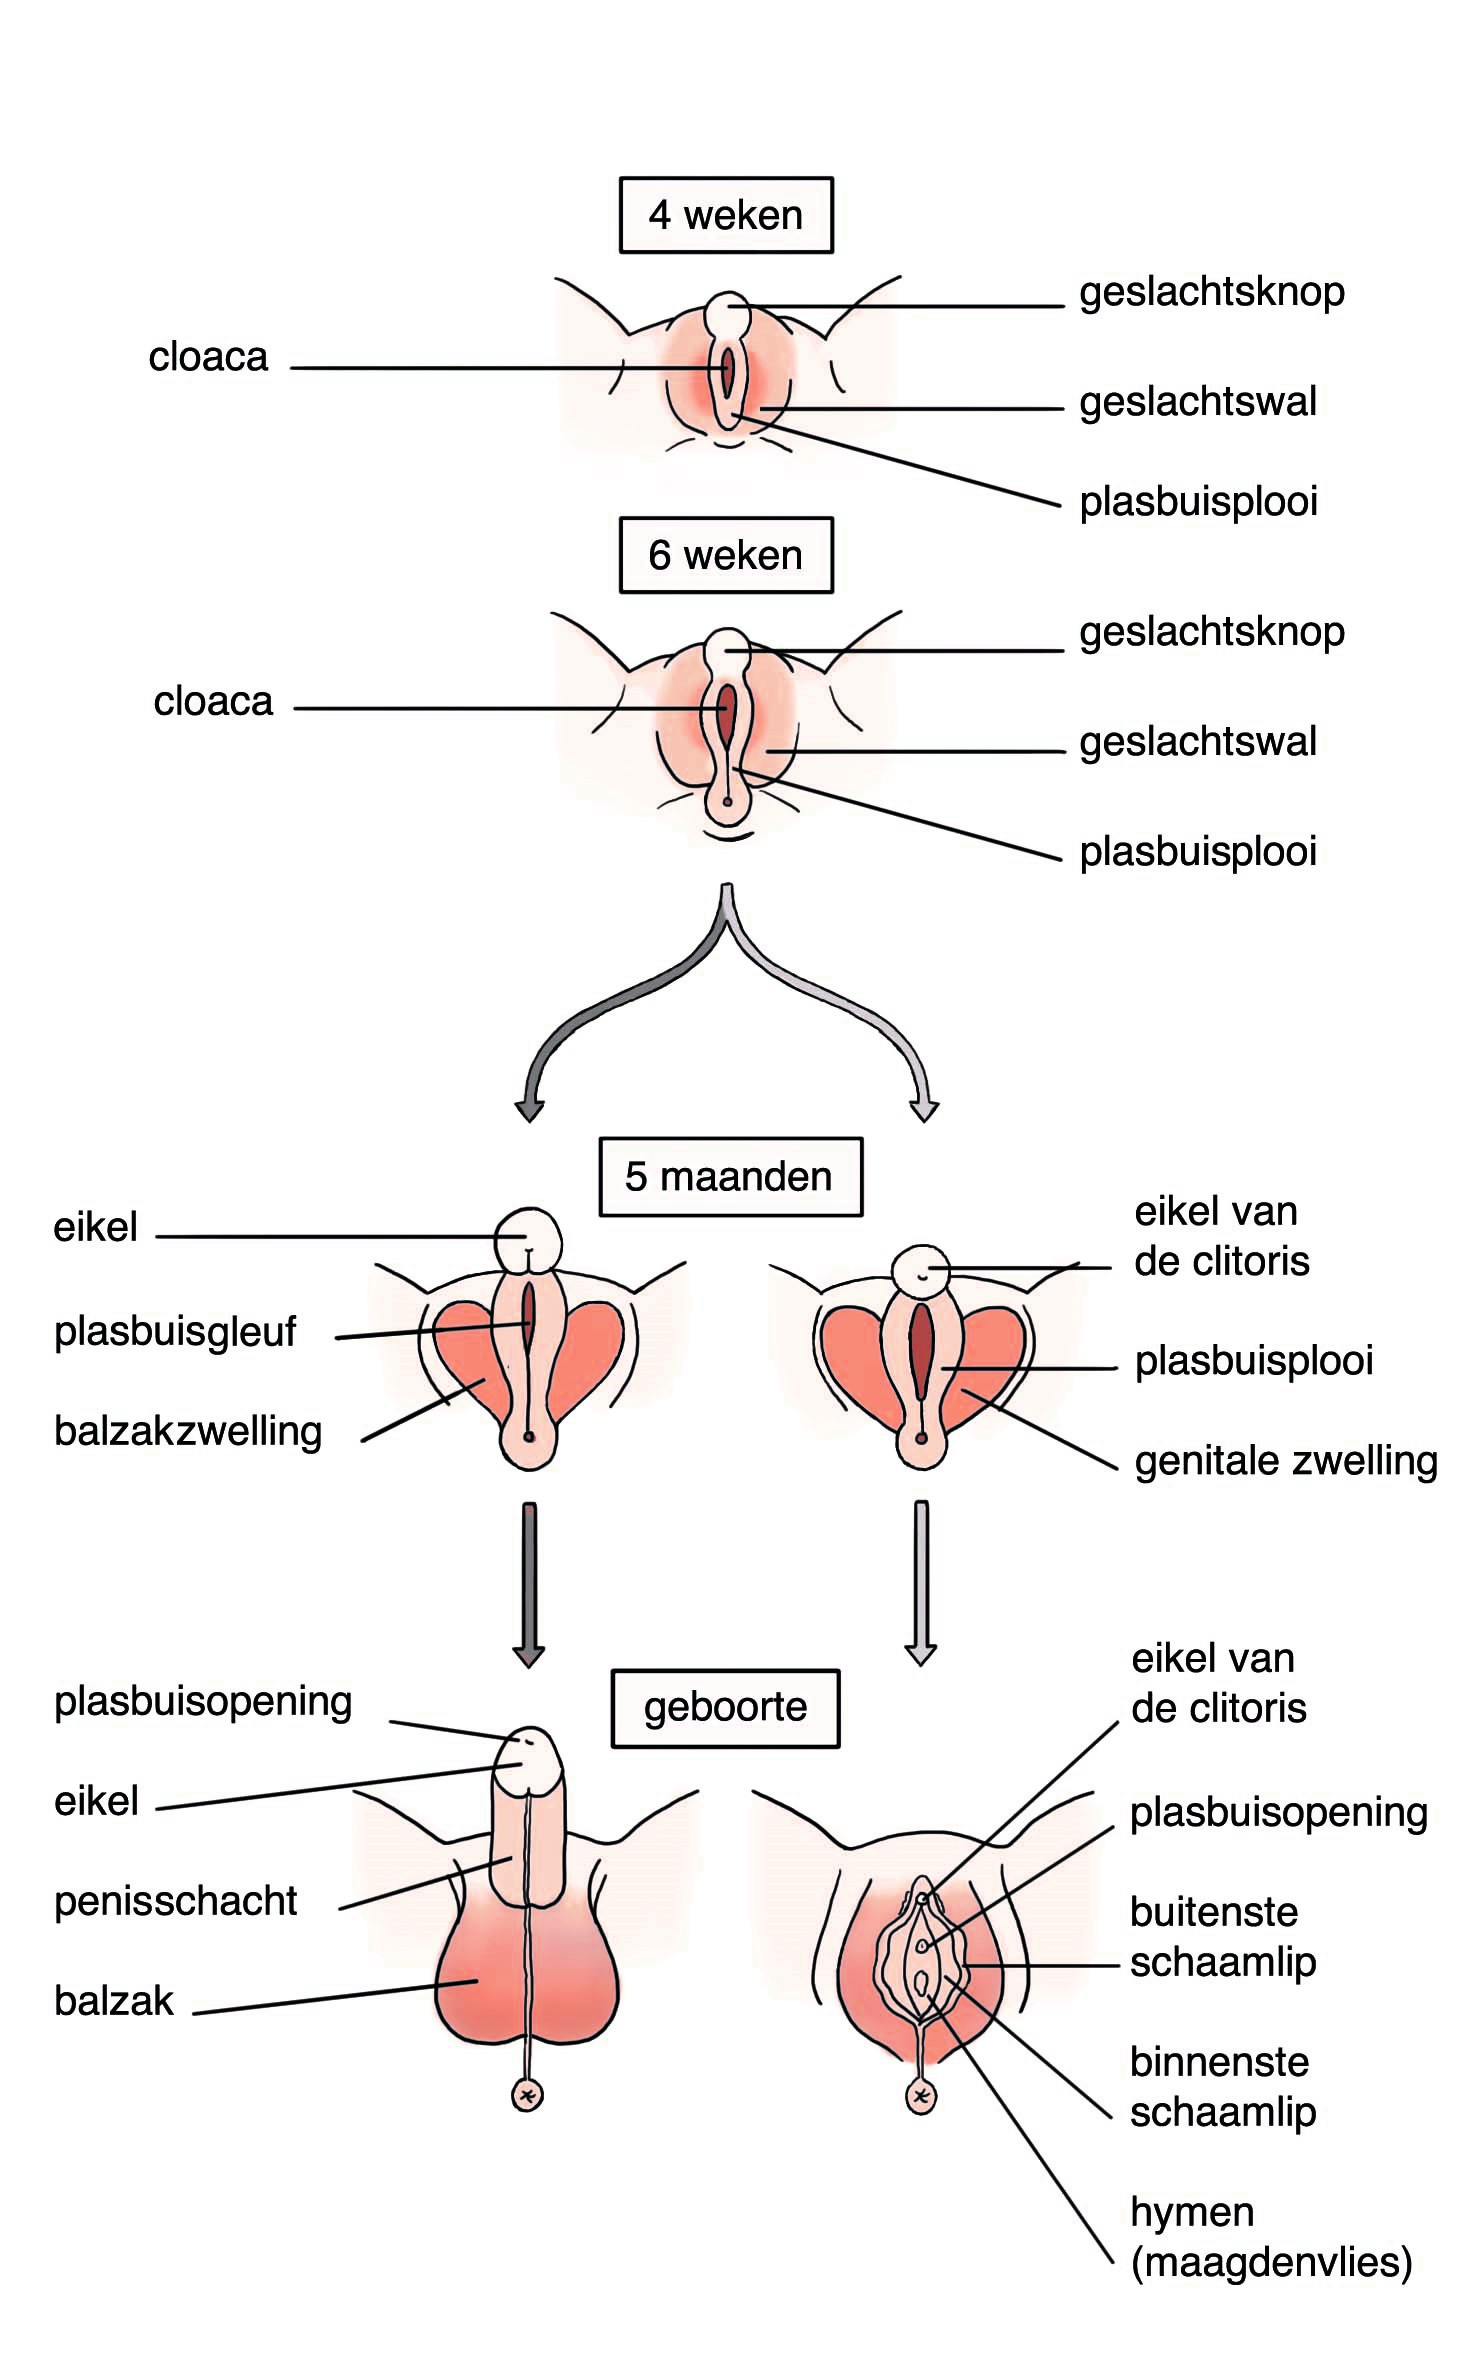 4 weken
geslachtsknop
cloaca
geslachtswal
plasbuisplooi
6 weken
geslachtsknop
cloaca
geslachtswal
plasbuisplooi
5 maanden
eikel
plasbuisgleuf
balzakzwelling
eikel van
de clitoris
plasbuisplooi
genitale zwelling
geboorte
plasbuisopening
eikel
penisschacht
balzak
eikel van
de clitoris
plasbuisopening
buitenste
schaamlip
binnenste
schaamlip
hymen
(maagdenvlies)